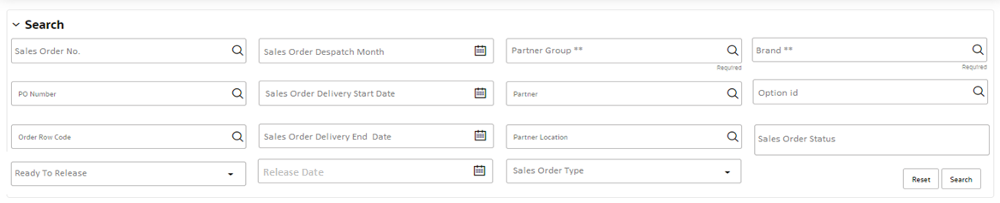 Search
Sales Order No.
Sales Order Despatch Month
Partner Group **
Brand **
Required
Required
PO Number
Sales Order Delivery Start Date
Partner
Option id
Order Row Code
Sales Order Delivery End Date
Partner Location
Sales Order Status
Ready To Release
Release Date
Sales Order Type
Reset
Search